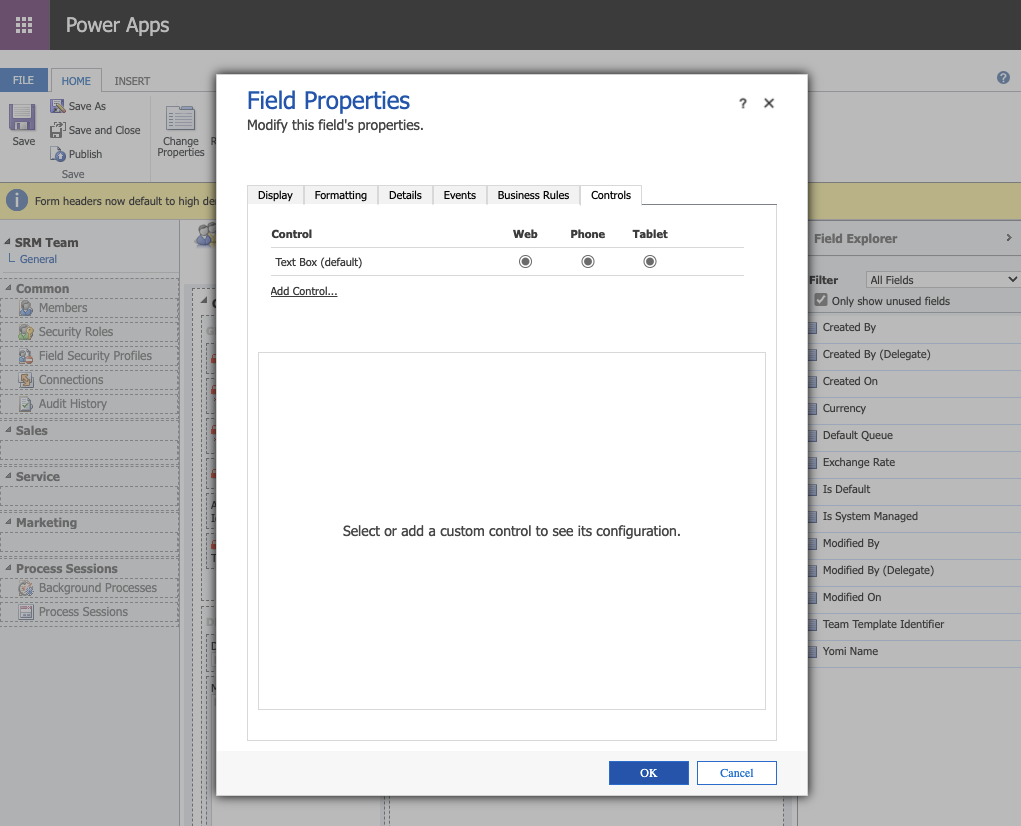 Power Apps
FILE
HOME
INSERT
Save
Save As
Save and Close
Publish
Save
Change
Properties
Form headers now default to high
SRM Team
General
Common
Members
Security Roles
Field Security Profiles
Connections
Audit History
Sales
Service
Marketing
Process Sessions
Background Processes
Process Sessions
Field Properties
? ×
Modify this field's properties.
Display
Formatting
Details
Events
Business Rules
Controls
Control Web Phone Tablet
Text Box (default)
Add Control...
Select or add a custom control to see its configuration.
OK
Cancel
Field Explorer
Filter
All Fields
Only show unused fields
Created By
Created By (Delegate)
Created On
Currency
Default Queue
Exchange Rate
Is Default
Is System Managed
Modified By
Modified By (Delegate)
Modified On
Team Template Identifier
Yomi Name